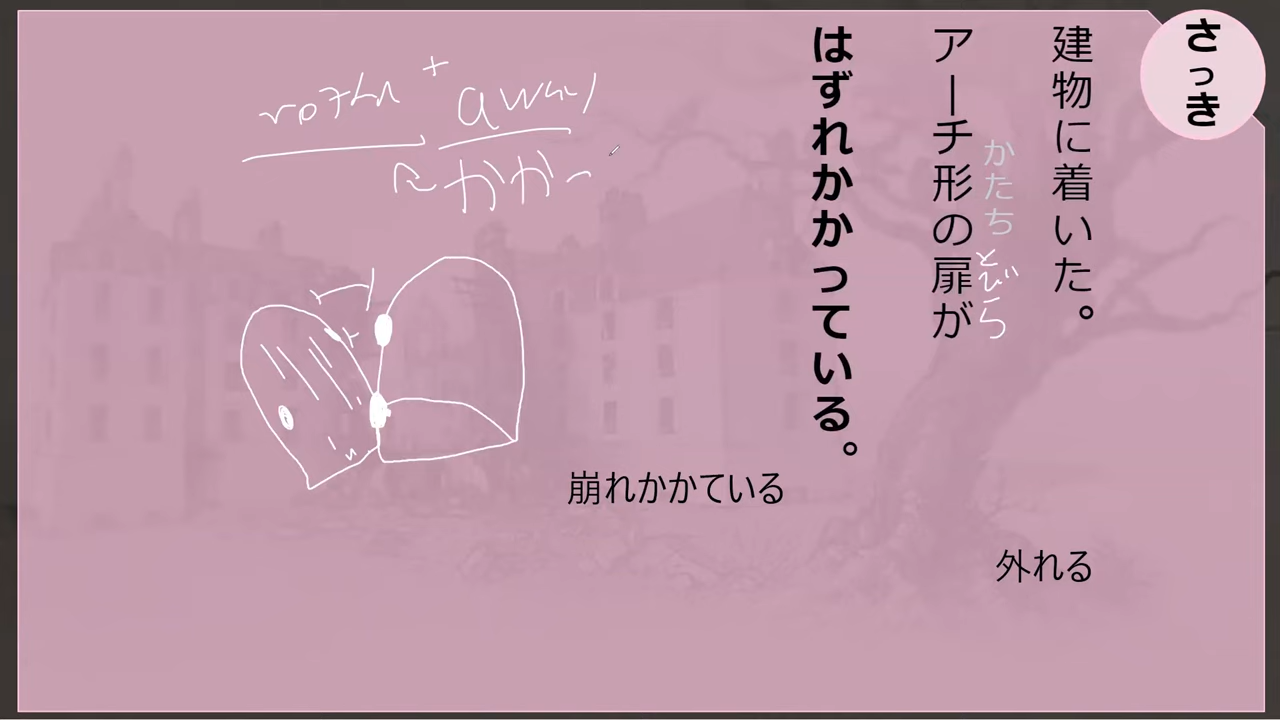 さっき
建物に着いた。
アーチ形の扉が
かたち
とびら
はずれかかっている。
崩れかかている
外れる
+
かかっ